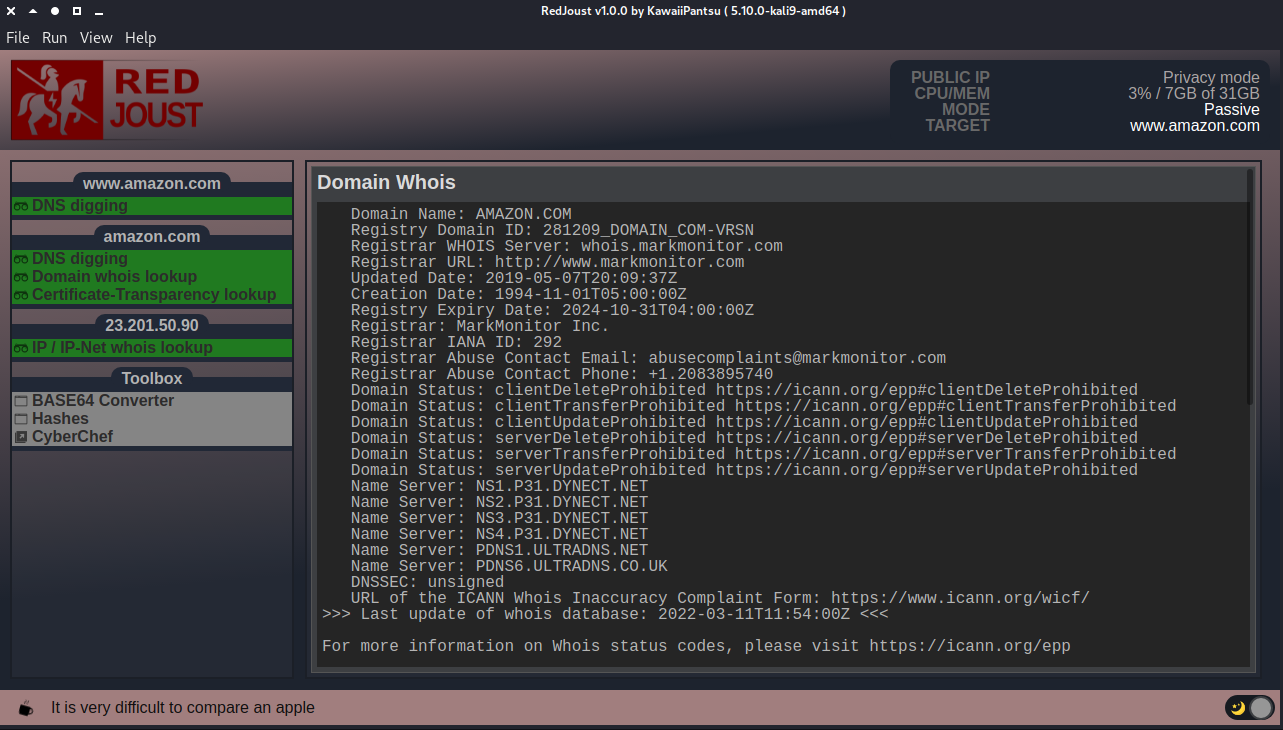 RedJoust v1.0.0 by KawaiiPantsu ( 5.10.0-kali9-amd64 )
File Run View Help
RED
JOUST
PUBLIC IP Privacy mode
CPU/MEM 3% / 7GB of 31GB
MODE Passive
TARGET www.amazon.com
www.amazon.com
DNS digging
amazon.com
DNS digging
Domain whois lookup
Certificate-Transparency lookup
23.201.50.90
IP / IP-Net whois lookup
Toolbox
BASE64 Converter
Hashes
CyberChef
Domain Whois
Domain Name: AMAZON.COM
Registry Domain ID: 281209_DOMAIN_COM-VRSN
Registrar WHOIS Server: whois.markmonitor.com
Registrar URL: http://www.markmonitor.com
Updated Date: 2019-05-07T20:09:37Z
Creation Date: 1994-11-01T05:00:00Z
Registry Expiry Date: 2024-10-31T04:00:00Z
Registrar: MarkMonitor Inc.
Registrar IANA ID: 292
Registrar Abuse Contact Email: abusecomplaints@markmonitor.com
Registrar Abuse Contact Phone: +1.2083895740
Domain Status: clientDeleteProhibited https://icann.org/epp#clientDeleteProhibited
Domain Status: clientTransferProhibited https://icann.org/epp#clientTransferProhibited
Domain Status: clientUpdateProhibited https://icann.org/epp#clientUpdateProhibited
Domain Status: serverDeleteProhibited https://icann.org/epp#serverDeleteProhibited
Domain Status: serverTransferProhibited https://icann.org/epp#serverTransferProhibited
Domain Status: serverUpdateProhibited https://icann.org/epp#serverUpdateProhibited
Name Server: NS1.P31.DYNECT.NET
Name Server: NS2.P31.DYNECT.NET
Name Server: NS3.P31.DYNECT.NET
Name Server: NS4.P31.DYNECT.NET
Name Server: PDNS1.ULTRADNS.NET
Name Server: PDNS6.ULTRADNS.CO.UK
DNSSEC: unsigned
URL of the ICANN Whois Inaccuracy Complaint Form: https://www.icann.org/wicf/
>>> Last update of whois database: 2022-03-11T11:54:00Z <<<
For more information on Whois status codes, please visit https://icann.org/epp
It is very difficult to compare an apple